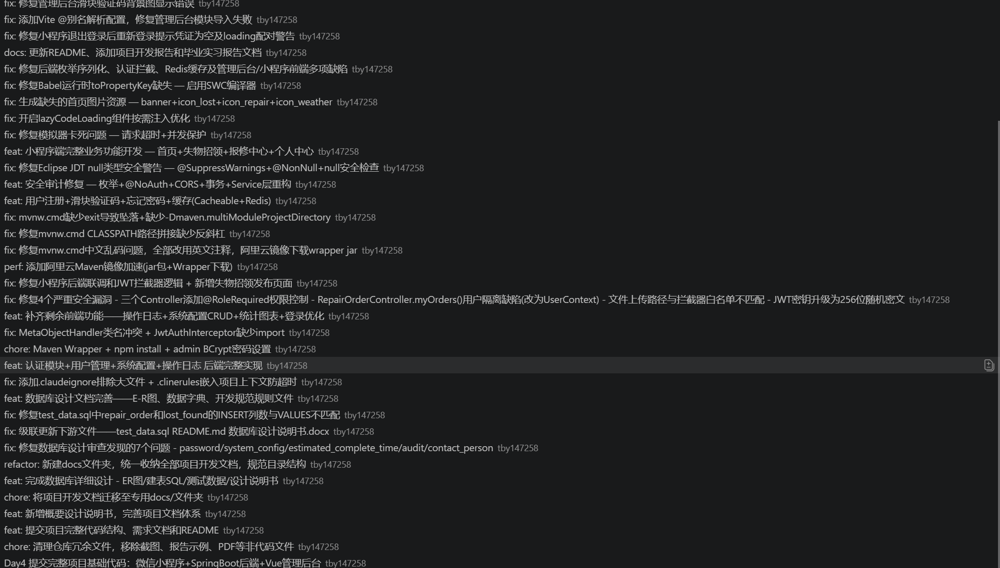 fix: 修复管理后台滑块验证码背景图显示错误 tby147258
fix: 添加Vite @别名解析配置，修复管理后台模块导入失败 tby147258
fix: 修复小程序退出登录后重新登录提示凭证为空及loading配对警告 tby147258
docs: 更新README、添加项目开发报告和毕业实习报告文档 tby147258
fix: 修复后端枚举序列化、认证拦截、Redis缓存及管理后台/小程序前端多项缺陷 tby147258
fix: 修复Babel运行时toPropertyKey缺失 — 启用SWC编译器 tby147258
fix: 生成缺失的首页图片资源 — banner+icon_lost+icon_repair+icon_weather tby147258
fix: 开启lazyCodeLoading组件按需注入优化 tby147258
fix: 修复模拟器卡死问题 — 请求超时+并发保护 tby147258
feat: 小程序端完整业务功能开发 — 首页+失物招领+报修中心+个人中心 tby147258
fix: 修复Eclipse JDT null类型安全警告 — @SuppressWarnings+@NonNull+null安全检查 tby147258
feat: 安全审计修复 — 枚举+@NoAuth+CORS+事务+Service层重构 tby147258
feat: 用户注册+滑块验证码+忘记密码+缓存(Cacheable+Redis) tby147258
fix: mvnw.cmd缺少exit导致坠落+缺少-Dmaven.multiModuleProjectDirectory tby147258
fix: 修复mvnw.cmd CLASSPATH路径拼接缺少反斜杠 tby147258
fix: 修复mvnw.cmd中文乱码问题，全部改用英文注释，阿里云镜像下载wrapper jar tby147258
perf: 添加阿里云Maven镜像加速(jar包+Wrapper下载) tby147258
fix: 修复小程序后端联调和JWT拦截器逻辑 + 新增失物招领发布页面 tby147258
fix: 修复4个严重安全漏洞 - 三个Controller添加@RoleRequired权限控制 - RepairOrderController.myOrders()用户隔离缺陷(改为UserContext) - 文件上传路径与拦截器白名单不匹配 - JWT密钥升级为256位随机密文 tby147258
feat: 补齐剩余前端功能——操作日志+系统配置CRUD+统计图表+登录优化 tby147258
fix: MetaObjectHandler类名冲突 + JwtAuthInterceptor缺少import tby147258
chore: Maven Wrapper + npm install + admin BCrypt密码设置 tby147258
feat: 认证模块+用户管理+系统配置+操作日志 后端完整实现 tby147258
fix: 添加.claudeignore排除大文件 + .clinerules嵌入项目上下文防超时 tby147258
feat: 数据库设计文档完善——E-R图、数据字典、开发规范规则文件 tby147258
fix: 修复test_data.sql中repair_order和lost_found的INSERT列数与VALUES不匹配 tby147258
fix: 级联更新下游文件——test_data.sql README.md 数据库设计说明书.docx tby147258
fix: 修复数据库设计审查发现的7个问题 - password/system_config/estimated_complete_time/audit/contact_person tby147258
refactor: 新建docs文件夹，统一收纳全部项目开发文档，规范目录结构 tby147258
feat: 完成数据库详细设计 - ER图/建表SQL/测试数据/设计说明书 tby147258
chore: 将项目开发文档迁移至专用docs/文件夹 tby147258
feat: 新增概要设计说明书，完善项目文档体系 tby147258
feat: 提交项目完整代码结构、需求文档和README tby147258
chore: 清理仓库冗余文件，移除截图、报告示例、PDF等非代码文件 tby147258
Day4 提交完整项目基础代码：微信小程序+SpringBoot后端+Vue管理后台 tby147258